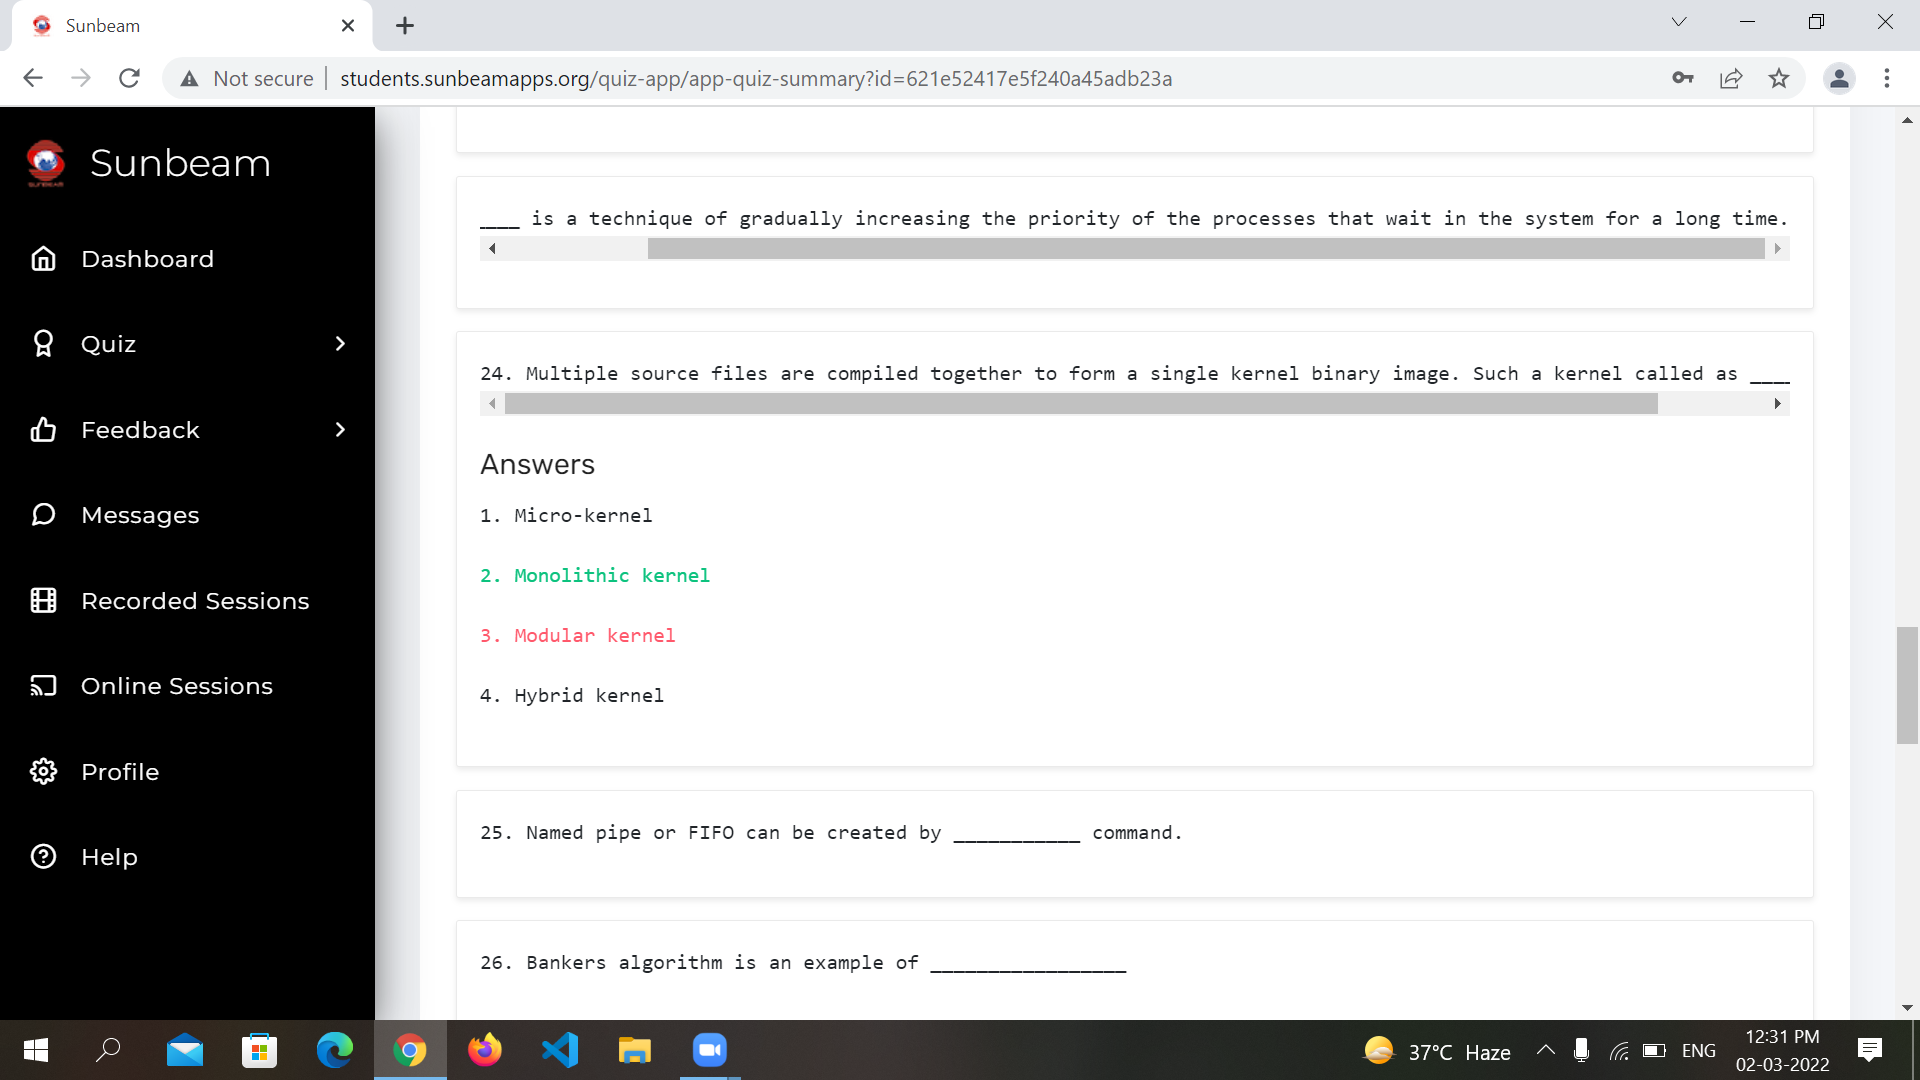 Sunbeam
Not secure
students.sunbeamapps.org/quiz-app/app-quiz-summary?id=621e52417e5f240a45adb23a
Sunbeam
Dashboard
Quiz
Feedback
Messages
Recorded Sessions
Online Sessions
Profile
Help
____ is a technique of gradually increasing the priority of the processes that wait in the system for a long time.
24. Multiple source files are compiled together to form a single kernel binary image. Such a kernel called as ____
Answers
1. Micro-kernel
2. Monolithic kernel
3. Modular kernel
4. Hybrid kernel
25. Named pipe or FIFO can be created by ___________ command.
26. Bankers algorithm is an example of _________________
37°C Haze
ENG
12:31 PM
02-03-2022